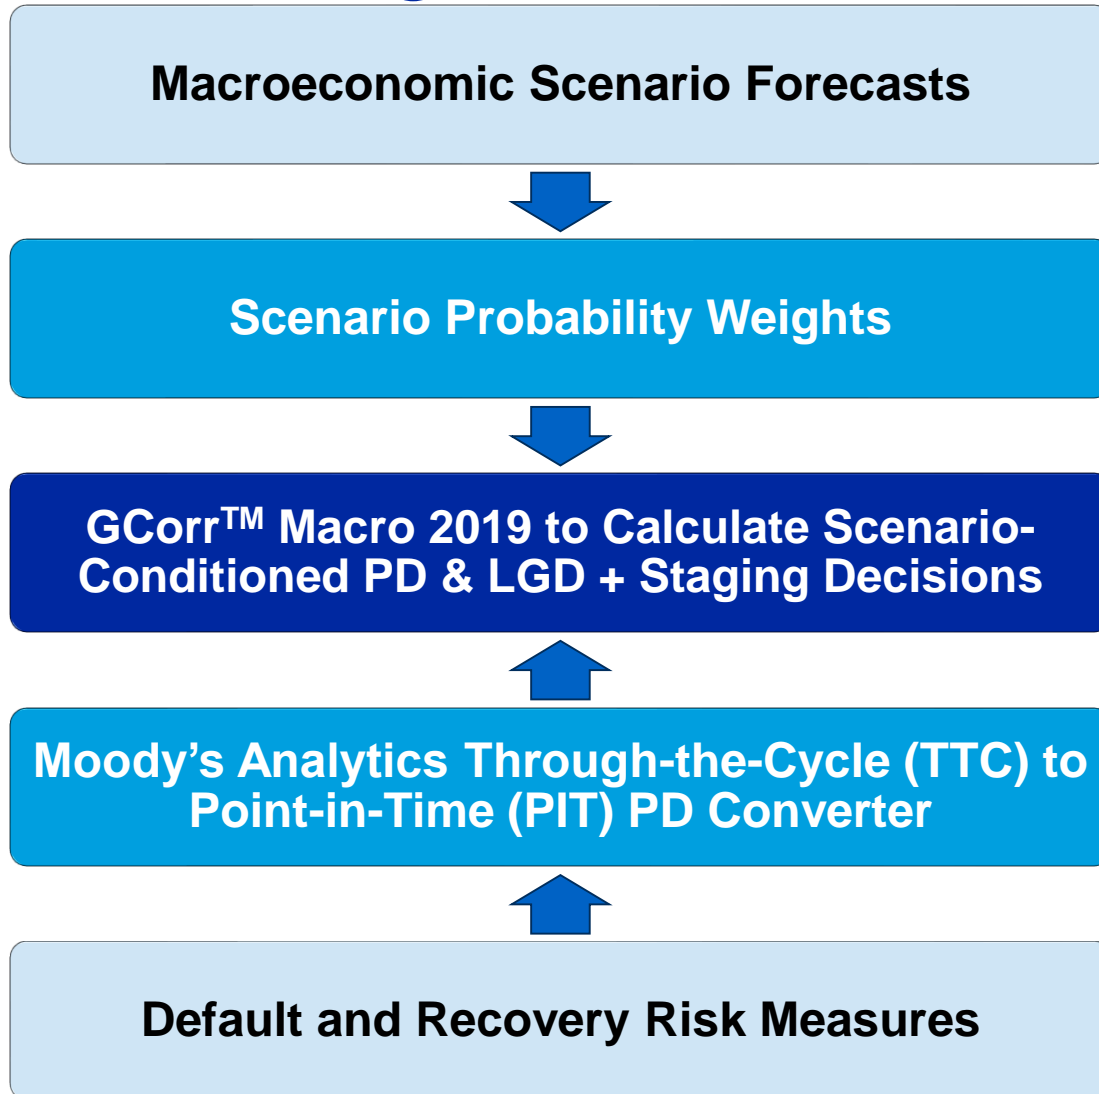 Macroeconomic Scenario Forecasts
Scenario Probability Weights
GCorr™ Macro 2019 to Calculate Scenario-
Conditioned PD & LGD + Staging Decisions
Moody’s Analytics Through-the-Cycle (TTC) to
Point-in-Time (PIT) PD Converter
Default and Recovery Risk Measures